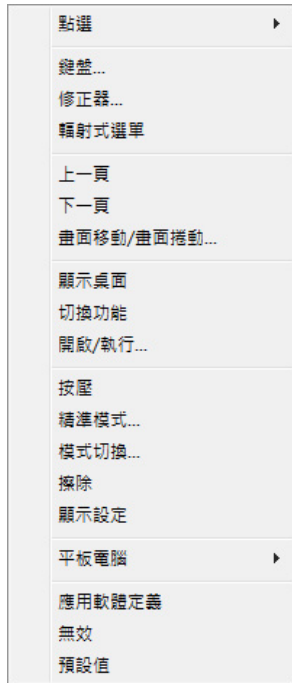 點選
鍵盤...
修正器...
輻射式選單
上一頁
下一頁
畫面移動/畫面捲動...
顯示桌面
切換功能
開啟/執行...
按壓
精準模式...
模式切換...
擦除
顯示設定
平板電腦
應用軟體定義
無效
預設值